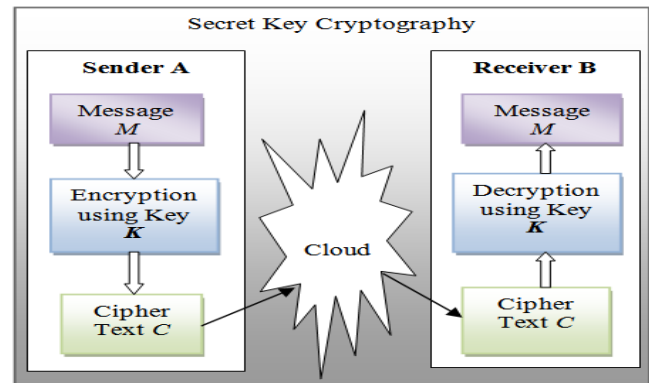 Secret Key Cryptography
Sender A
Message
M
Encryption
using Key
K
Cipher
Text C
Cloud
Receiver B
Message
M
Decryption
using Key
K
Cipher
Text C